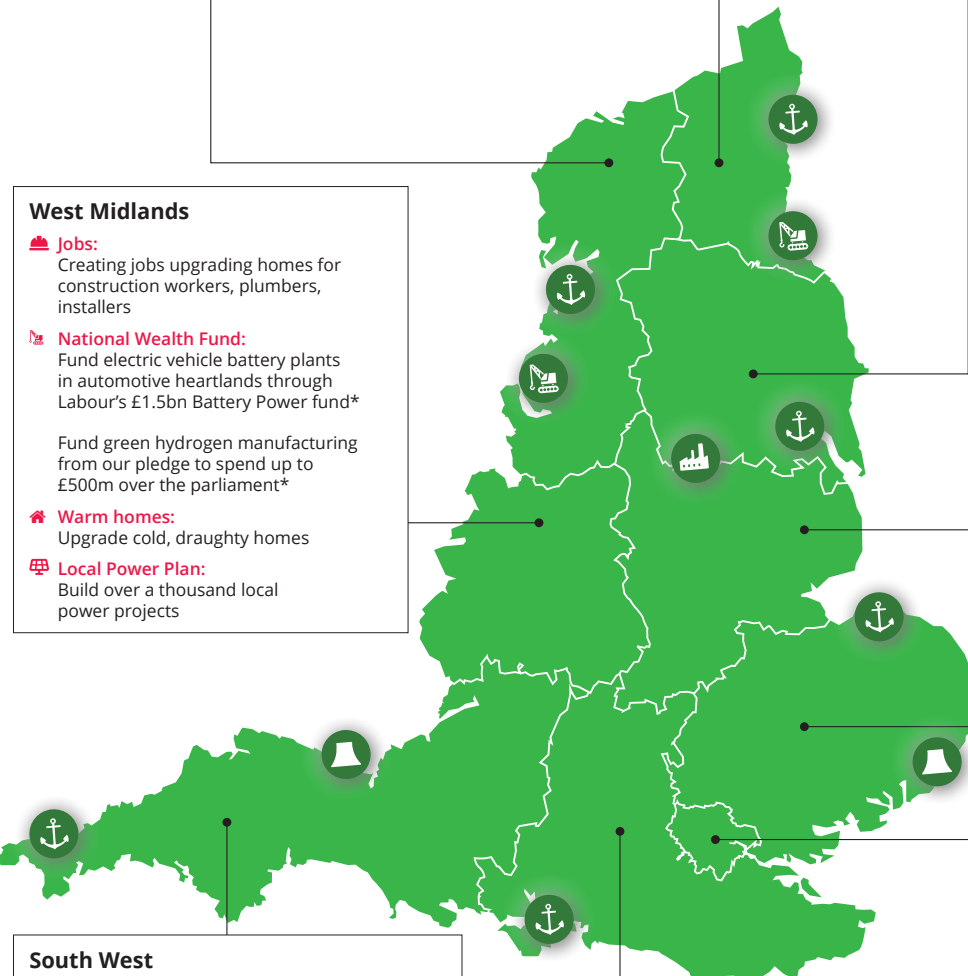 West Midlands
Jobs:
Creating jobs upgrading homes for
construction workers, plumbers,
installers
National Wealth Fund:
Fund electric vehicle battery plants
in automotive heartlands through
Labour’s £1.5bn Battery Power fund*
Fund green hydrogen manufacturing
from our pledge to spend up to
£500m over the parliament*
Warm homes:
Upgrade cold, draughty homes
Local Power Plan:
Build over a thousand local
power projects
South West